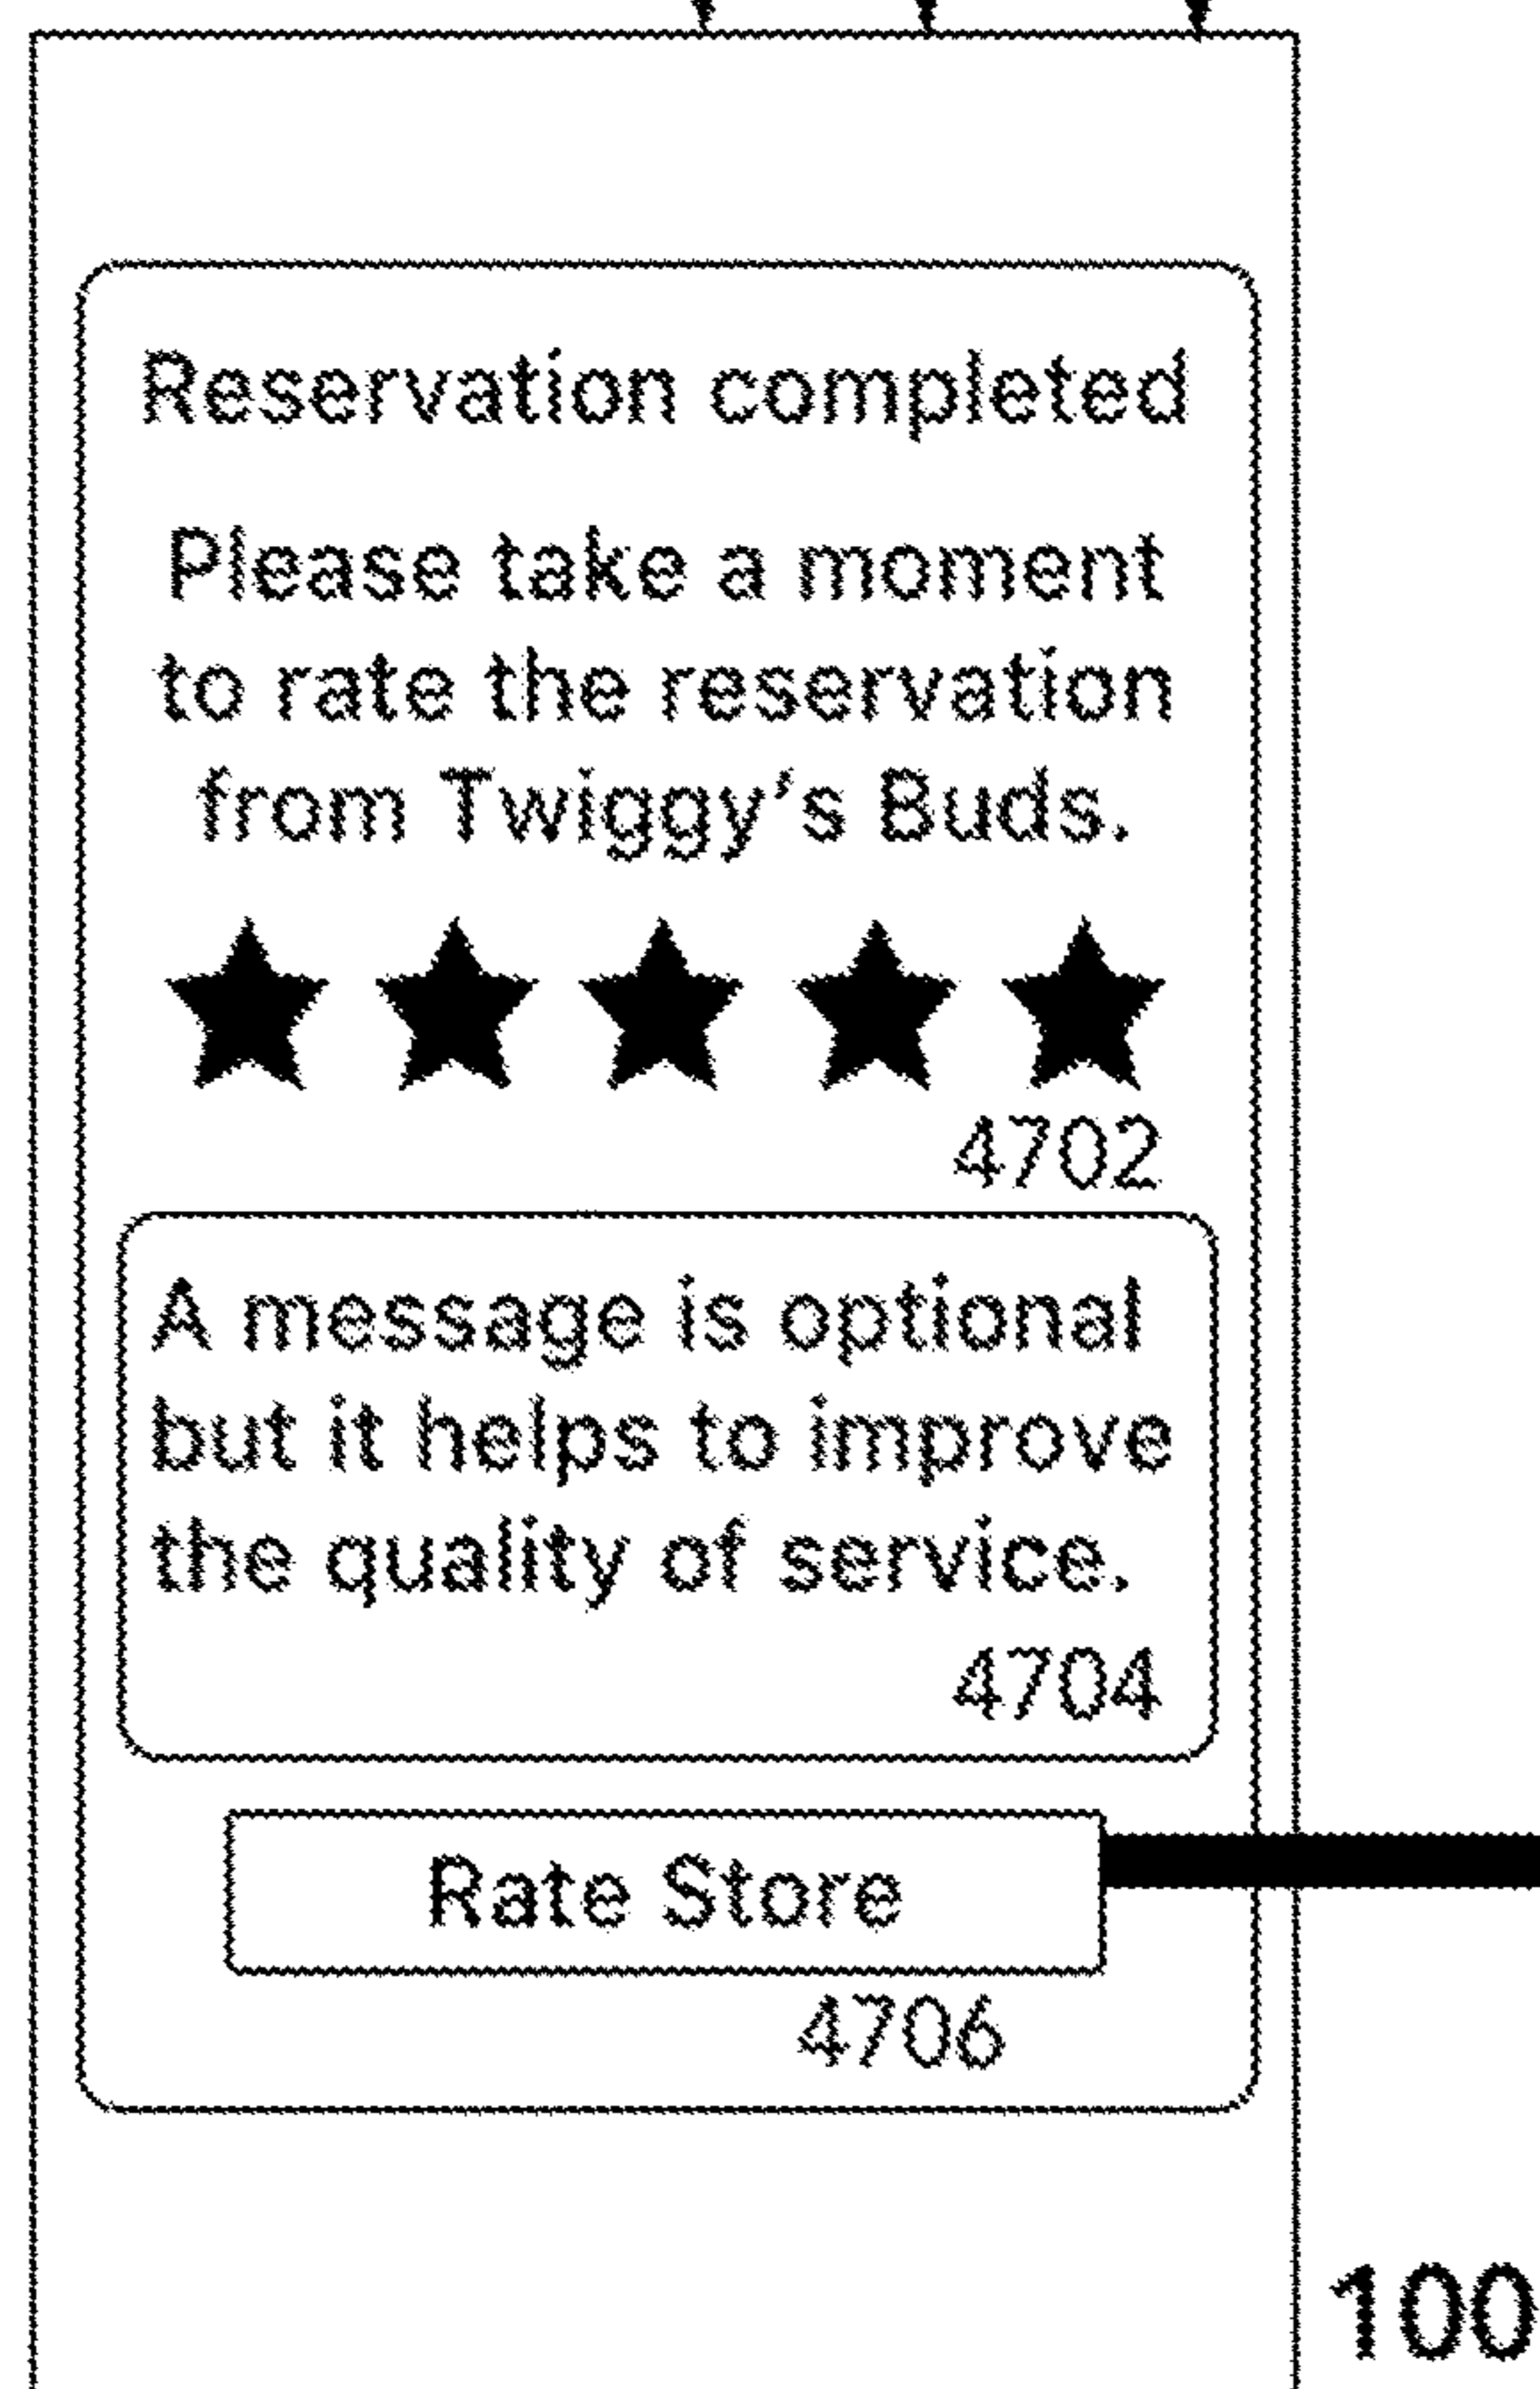 Reservation completed
Please take a moment
to rate the reservation
from Twiggy's Buds.
4702
A message is optional
but it helps to improve
the quality of service.
4704
Rate Store
4706
100